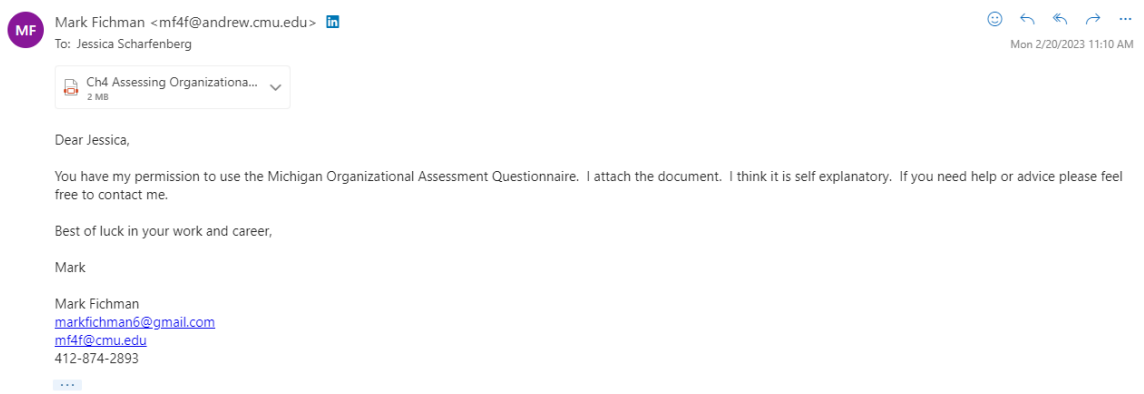 MF
Mark Fichman <mf4f@andrew.cmu.edu> in
To: Jessica Scharfenberg
Mon 2/20/2023 11:10 AM
Ch4 Assessing Organizationa...
2 MB
Dear Jessica,
You have my permission to use the Michigan Organizational Assessment Questionnaire.  I attach the document.  I think it is self explanatory.  If you need help or advice please feel
free to contact me.
Best of luck in your work and career,
Mark
Mark Fichman
markfichman6@gmail.com
mf4f@cmu.edu
412-874-2893
...